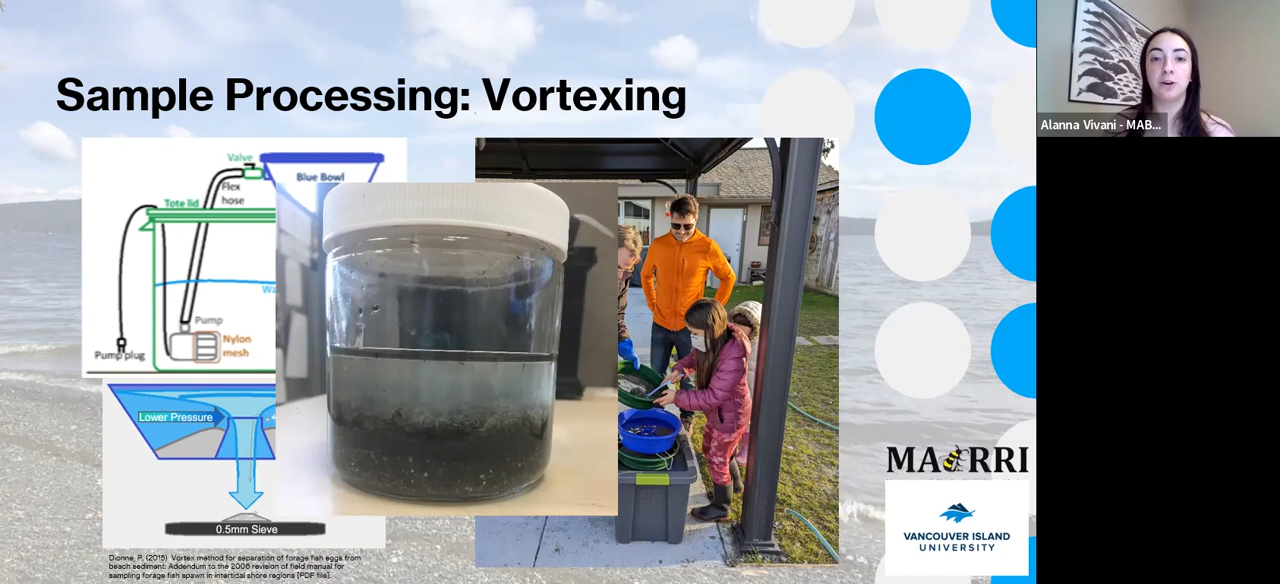 Sample Processing: Vortexing
Alanna Vivani - MAB...
Valve
Blue Bowl
Flex
hose
Tote lid
Pump
Nylon
mesh
Pump plug
Lower Pressure
0.5mm Sieve
Dionne, P. (2015) Vortex method for separation of forage fish eggs from
beach sediment: Addendum to the 2006 revision of field manual for
sampling forage fish spawn in intertidal shore regions [PDF file].
MABRRI
VANCOUVER ISLAND
UNIVERSITY